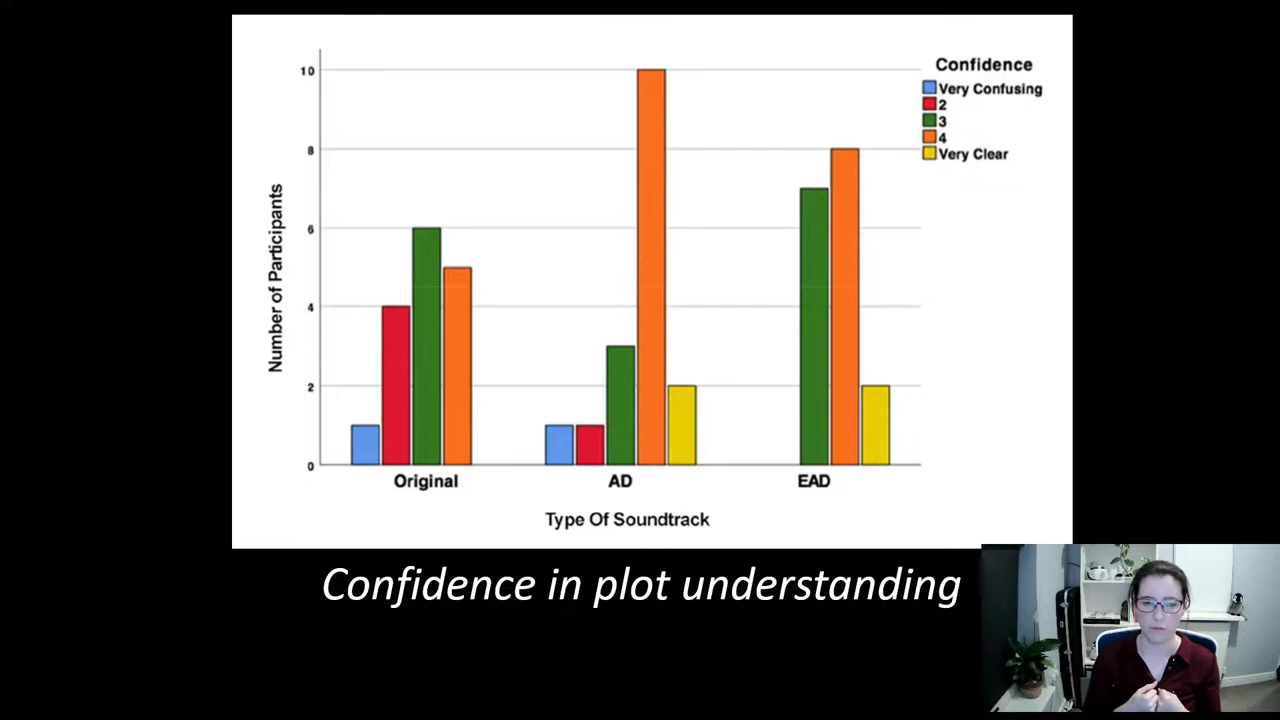 Confidence
Very Confusing
2
3
4
Very Clear
Number of Participants
10
8
6
4
2
0
Original
AD
EAD
Type Of Soundtrack
Confidence in plot understanding